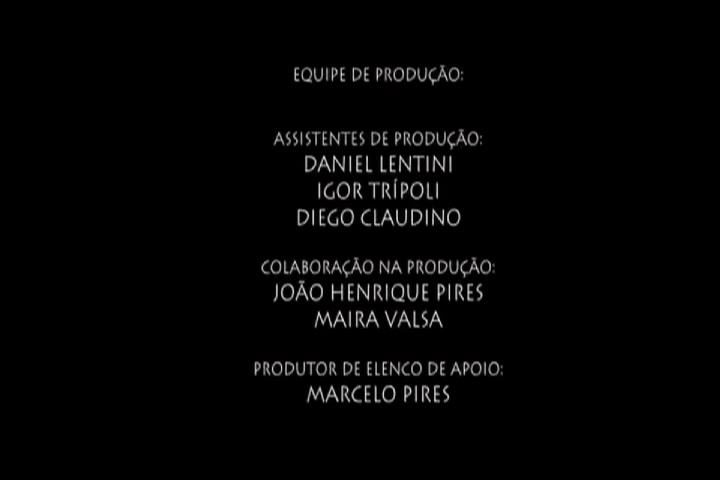 EQUIPE DE PRODUÇÃO:
ASSISTENTES DE PRODUÇÃO:
DANIEL LENTINI
IGOR TRÍPOLI
DIEGO CLAUDINO
COLABORAÇÃO NA PRODUÇÃO:
JOÃO HENRIQUE PIRES
MAIRA VALSA
PRODUTOR DE ELENCO DE APOIO:
MARCELO PIRES